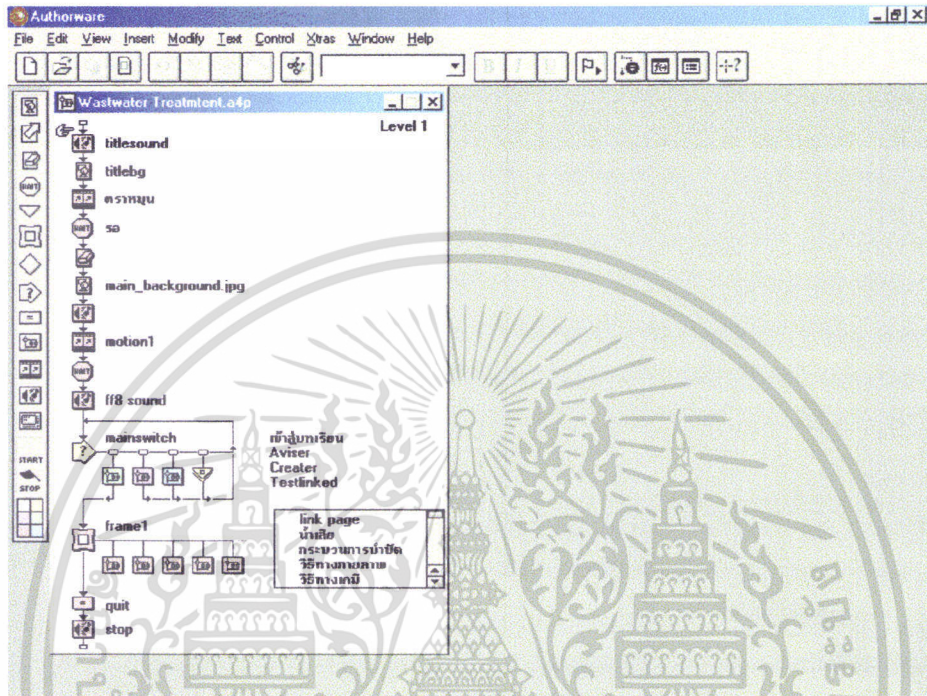 Authorware
File Edit View Insert Modify Text Control Xtras Window Help
B I U
Wastwater Treatmtent.a4p
Level 1
titlesound
titlebg
ตราหมุน
WAIT รอ
main_background.jpg
motion1
WAIT
ff8 sound
mainswitch
เข้าสู่บทเรียน
Aviser
Creater
Testlinked
frame1
link page
น้ำเสีย
กระบวนการบำบัด
วิธีทางกายภาพ
วิธีทางเคมี
quit
stop
WAIT
START
STOP